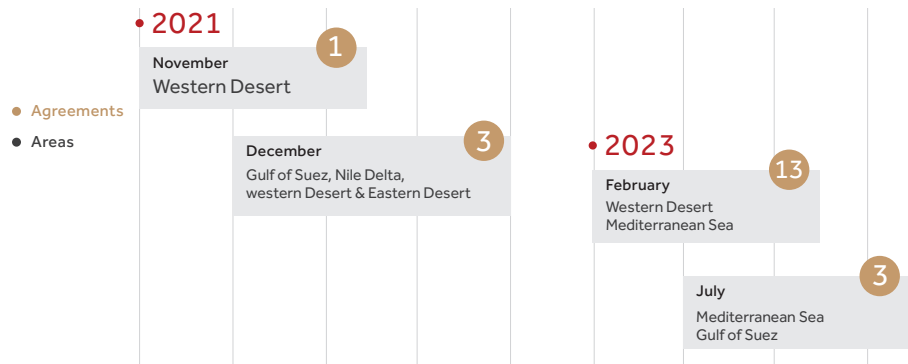 2021
1
November
Western Desert
Agreements
Areas
3
December
Gulf of Suez, Nile Delta,
western Desert & Eastern Desert
2023
13
February
Western Desert
Mediterranean Sea
3
July
Mediterranean Sea
Gulf of Suez